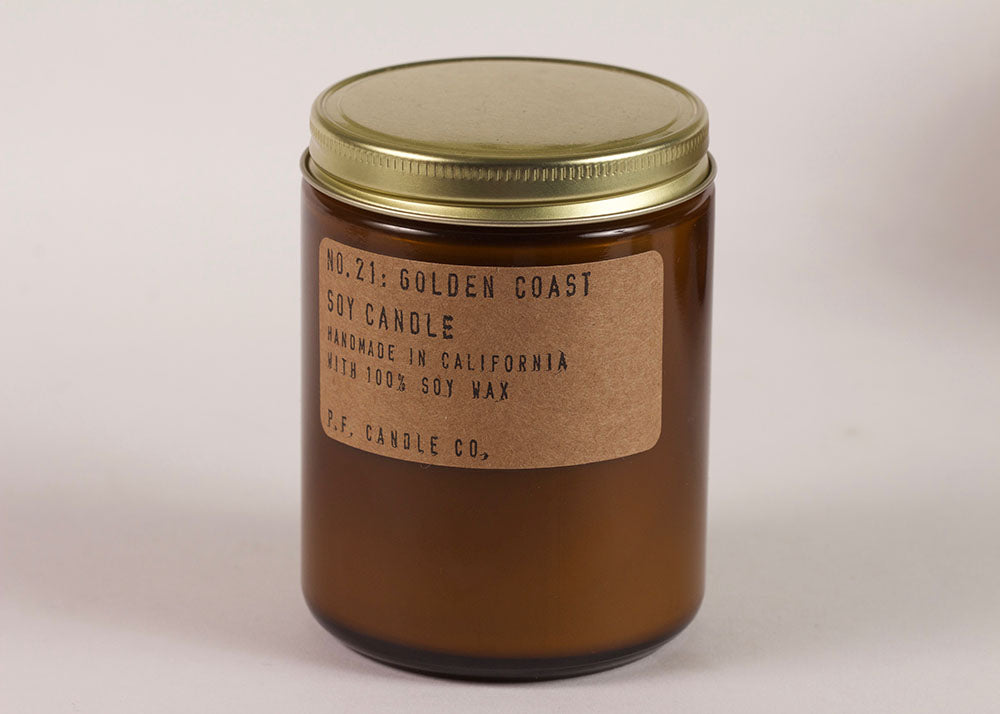 NO.21: GOLDEN COAST
SOY CANDLE
HANDMADE IN CALIFORNIA
WITH 100% SOY WAX
P.F. CANDLE CO.